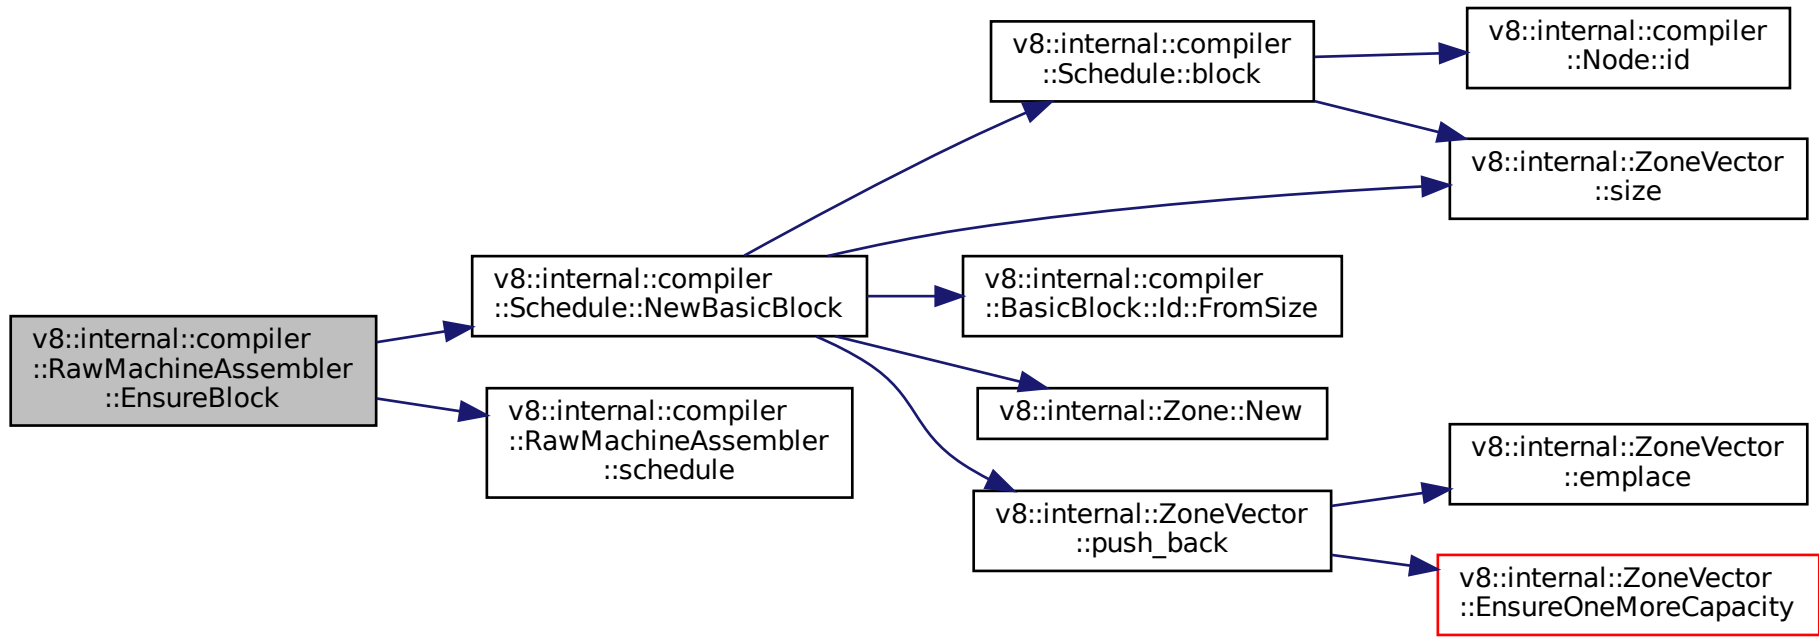 v8::internal::compiler
::RawMachineAssembler
::EnsureBlock
v8::internal::compiler
::Schedule::NewBasicBlock
v8::internal::compiler
::RawMachineAssembler
::schedule
v8::internal::compiler
::Schedule::block
v8::internal::compiler
::BasicBlock::Id::FromSize
v8::internal::Zone::New
v8::internal::ZoneVector
::push_back
v8::internal::compiler
::Node::id
v8::internal::ZoneVector
::size
v8::internal::ZoneVector
::emplace
v8::internal::ZoneVector
::EnsureOneMoreCapacity